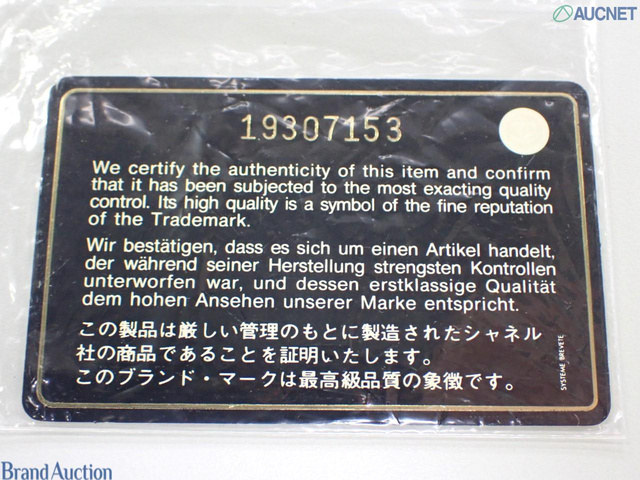 AUCNET
19307153
We certify the authenticity of this item and confirm
that it has been subjected to the most exacting quality
control. Its high quality is a symbol of the fine reputation
of the Trademark.
Wir bestätigen, dass es sich um einen Artikel handelt,
der während seiner Herstellung strengsten Kontrollen
unterworfen war, und dessen erstklassige Qualität
dem hohen Ansehen unserer Marke entspricht.
この製品は厳しい管理のもとに製造されたシャネル
社の商品であることを証明いたします。
このブランド・マークは最高級品質の象徴です。
SYSTEME BREVETE
Brand Auction